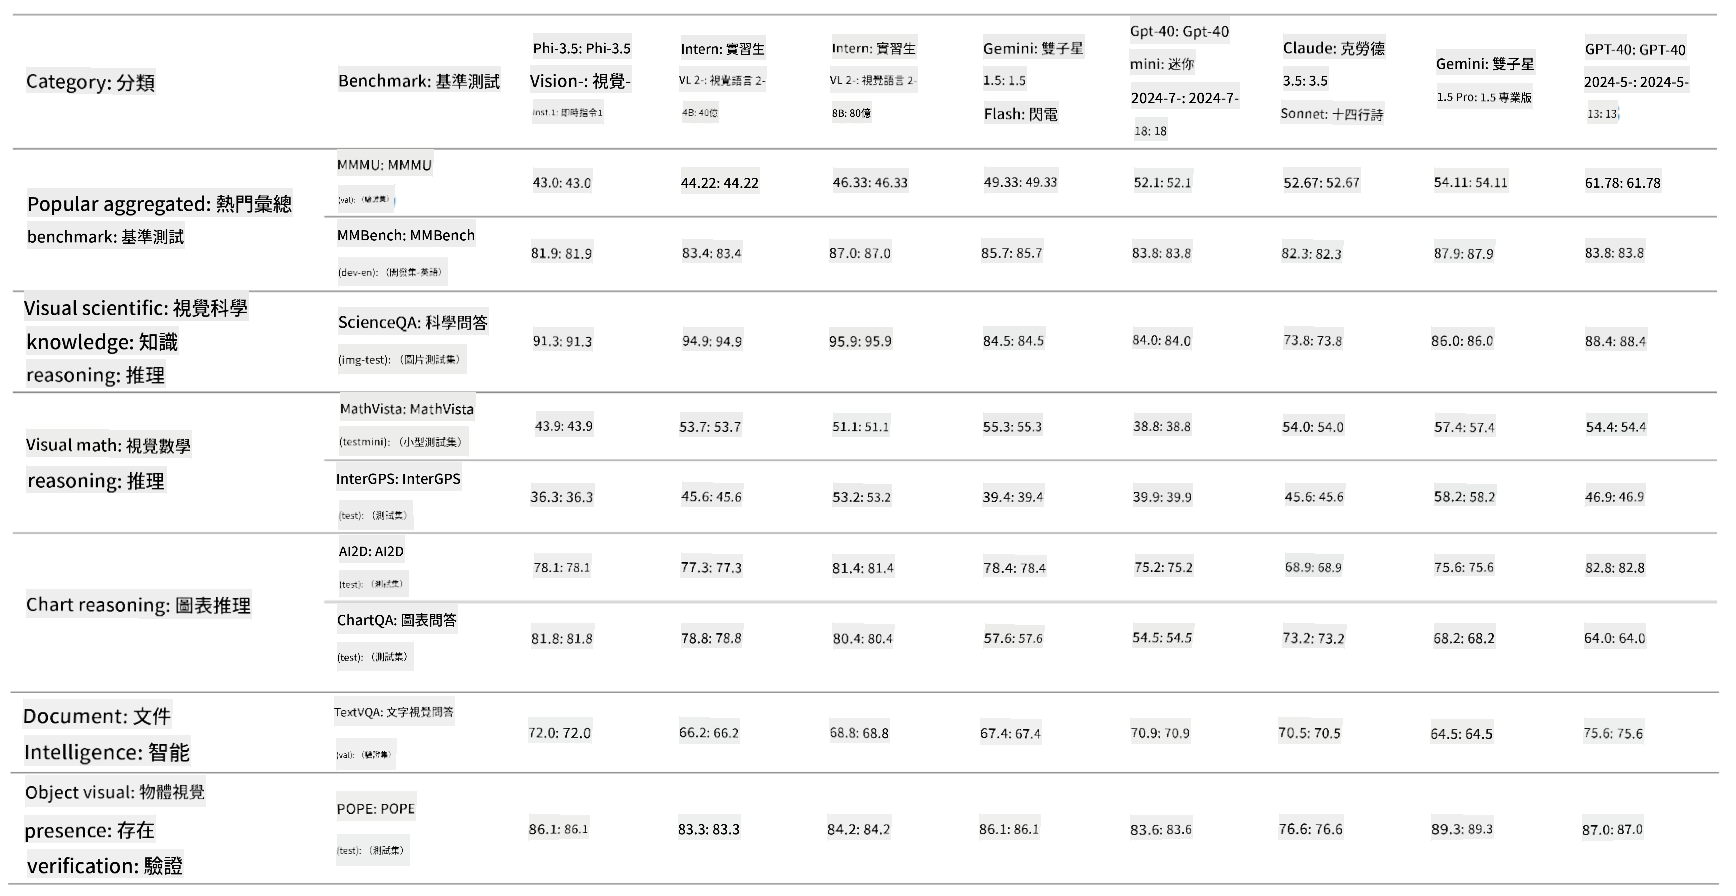 Category: 分類
Benchmark: 基準測試
Phi-3.5: Phi-3.5
Vision-: 視覺-
inst.1: 即時指令1
Intern: 實習生
VL 2-: 視覺語言 2-
4B: 40億
Intern: 實習生
VL 2-: 視覺語言 2-
8B: 80億
Gemini: 雙子星
1.5: 1.5
Flash: 閃電
Gpt-40: Gpt-40
mini: 迷你
2024-7-: 2024-7-
18: 18
Claude: 克勞德
3.5: 3.5
Sonnet: 十四行詩
Gemini: 雙子星
1.5 Pro: 1.5 專業版
GPT-40: GPT-40
2024-5-: 2024-5-
13: 13
Popular aggregated: 熱門彙總
benchmark: 基準測試
MMMU: MMMU
(val): （驗證集）
43.0: 43.0
44.22: 44.22
46.33: 46.33
49.33: 49.33
52.1: 52.1
52.67: 52.67
54.11: 54.11
61.78: 61.78
MMBench: MMBench
(dev-en): （開發集-英語）
81.9: 81.9
83.4: 83.4
87.0: 87.0
85.7: 85.7
83.8: 83.8
82.3: 82.3
87.9: 87.9
83.8: 83.8
Visual scientific: 視覺科學
knowledge: 知識
reasoning: 推理
ScienceQA: 科學問答
(img-test): （圖片測試集）
91.3: 91.3
94.9: 94.9
95.9: 95.9
84.5: 84.5
84.0: 84.0
73.8: 73.8
86.0: 86.0
88.4: 88.4
Visual math: 視覺數學
reasoning: 推理
MathVista: MathVista
(testmini): （小型測試集）
43.9: 43.9
53.7: 53.7
51.1: 51.1
55.3: 55.3
38.8: 38.8
54.0: 54.0
57.4: 57.4
54.4: 54.4
InterGPS: InterGPS
(test): （測試集）
36.3: 36.3
45.6: 45.6
53.2: 53.2
39.4: 39.4
39.9: 39.9
45.6: 45.6
58.2: 58.2
46.9: 46.9
Chart reasoning: 圖表推理
AI2D: AI2D
(test): （測試集）
78.1: 78.1
77.3: 77.3
81.4: 81.4
78.4: 78.4
75.2: 75.2
68.9: 68.9
75.6: 75.6
82.8: 82.8
ChartQA: 圖表問答
(test): （測試集）
81.8: 81.8
78.8: 78.8
80.4: 80.4
57.6: 57.6
54.5: 54.5
73.2: 73.2
68.2: 68.2
64.0: 64.0
Document: 文件
Intelligence: 智能
TextVQA: 文字視覺問答
(val): （驗證集）
72.0: 72.0
66.2: 66.2
68.8: 68.8
67.4: 67.4
70.9: 70.9
70.5: 70.5
64.5: 64.5
75.6: 75.6
Object visual: 物體視覺
presence: 存在
verification: 驗證
POPE: POPE
(test): （測試集）
86.1: 86.1
83.3: 83.3
84.2: 84.2
86.1: 86.1
83.6: 83.6
76.6: 76.6
89.3: 89.3
87.0: 87.0